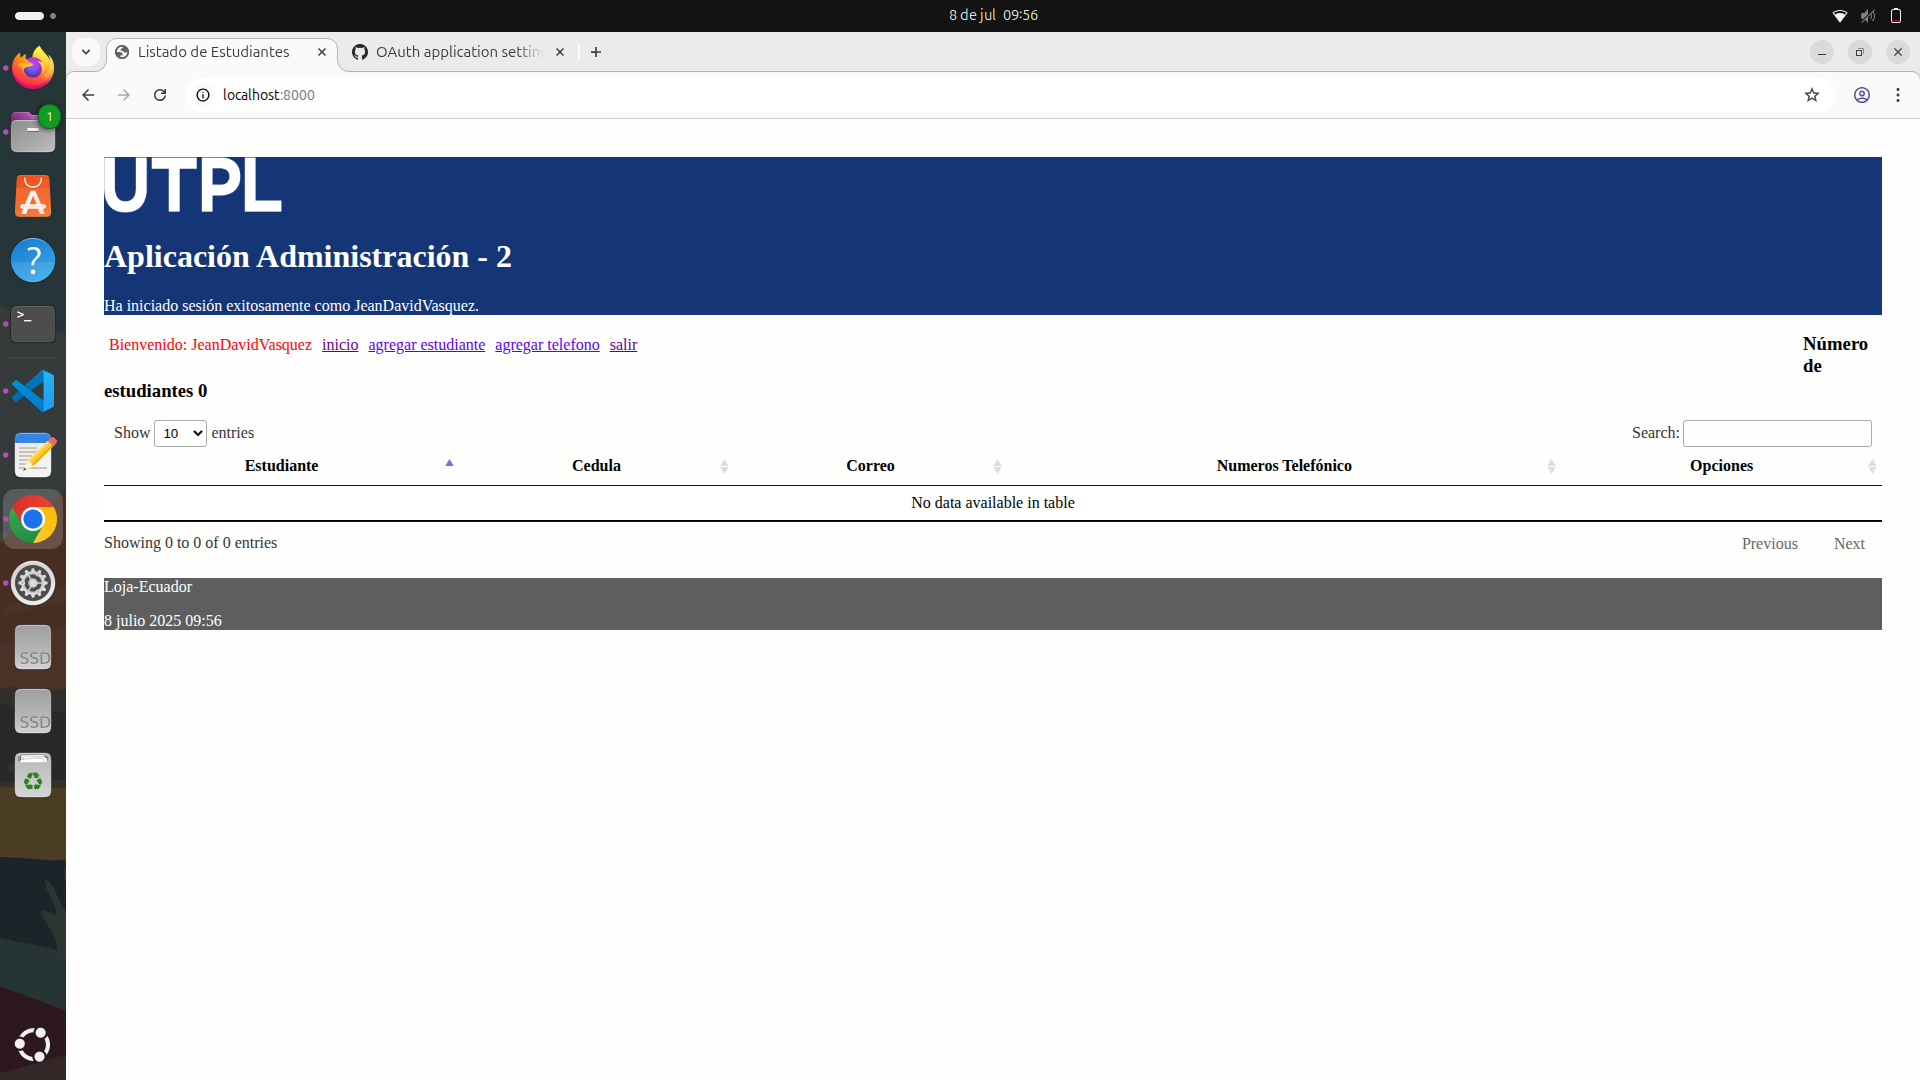 8 de jul 09:56
Listado de Estudiantes
OAuth application settin
localhost:8000
1
UTPL
Aplicación Administración - 2
Ha iniciado sesión exitosamente como JeanDavidVasquez.
Bienvenido: JeanDavidVasquez inicio agregar estudiante agregar telefono salir
Número de
estudiantes 0
Show 10 entries
Search:
Estudiante Cedula Correo Numeros Telefónico Opciones
No data available in table
Showing 0 to 0 of 0 entries
Previous Next
Loja-Ecuador
8 julio 2025 09:56
SSD
SSD